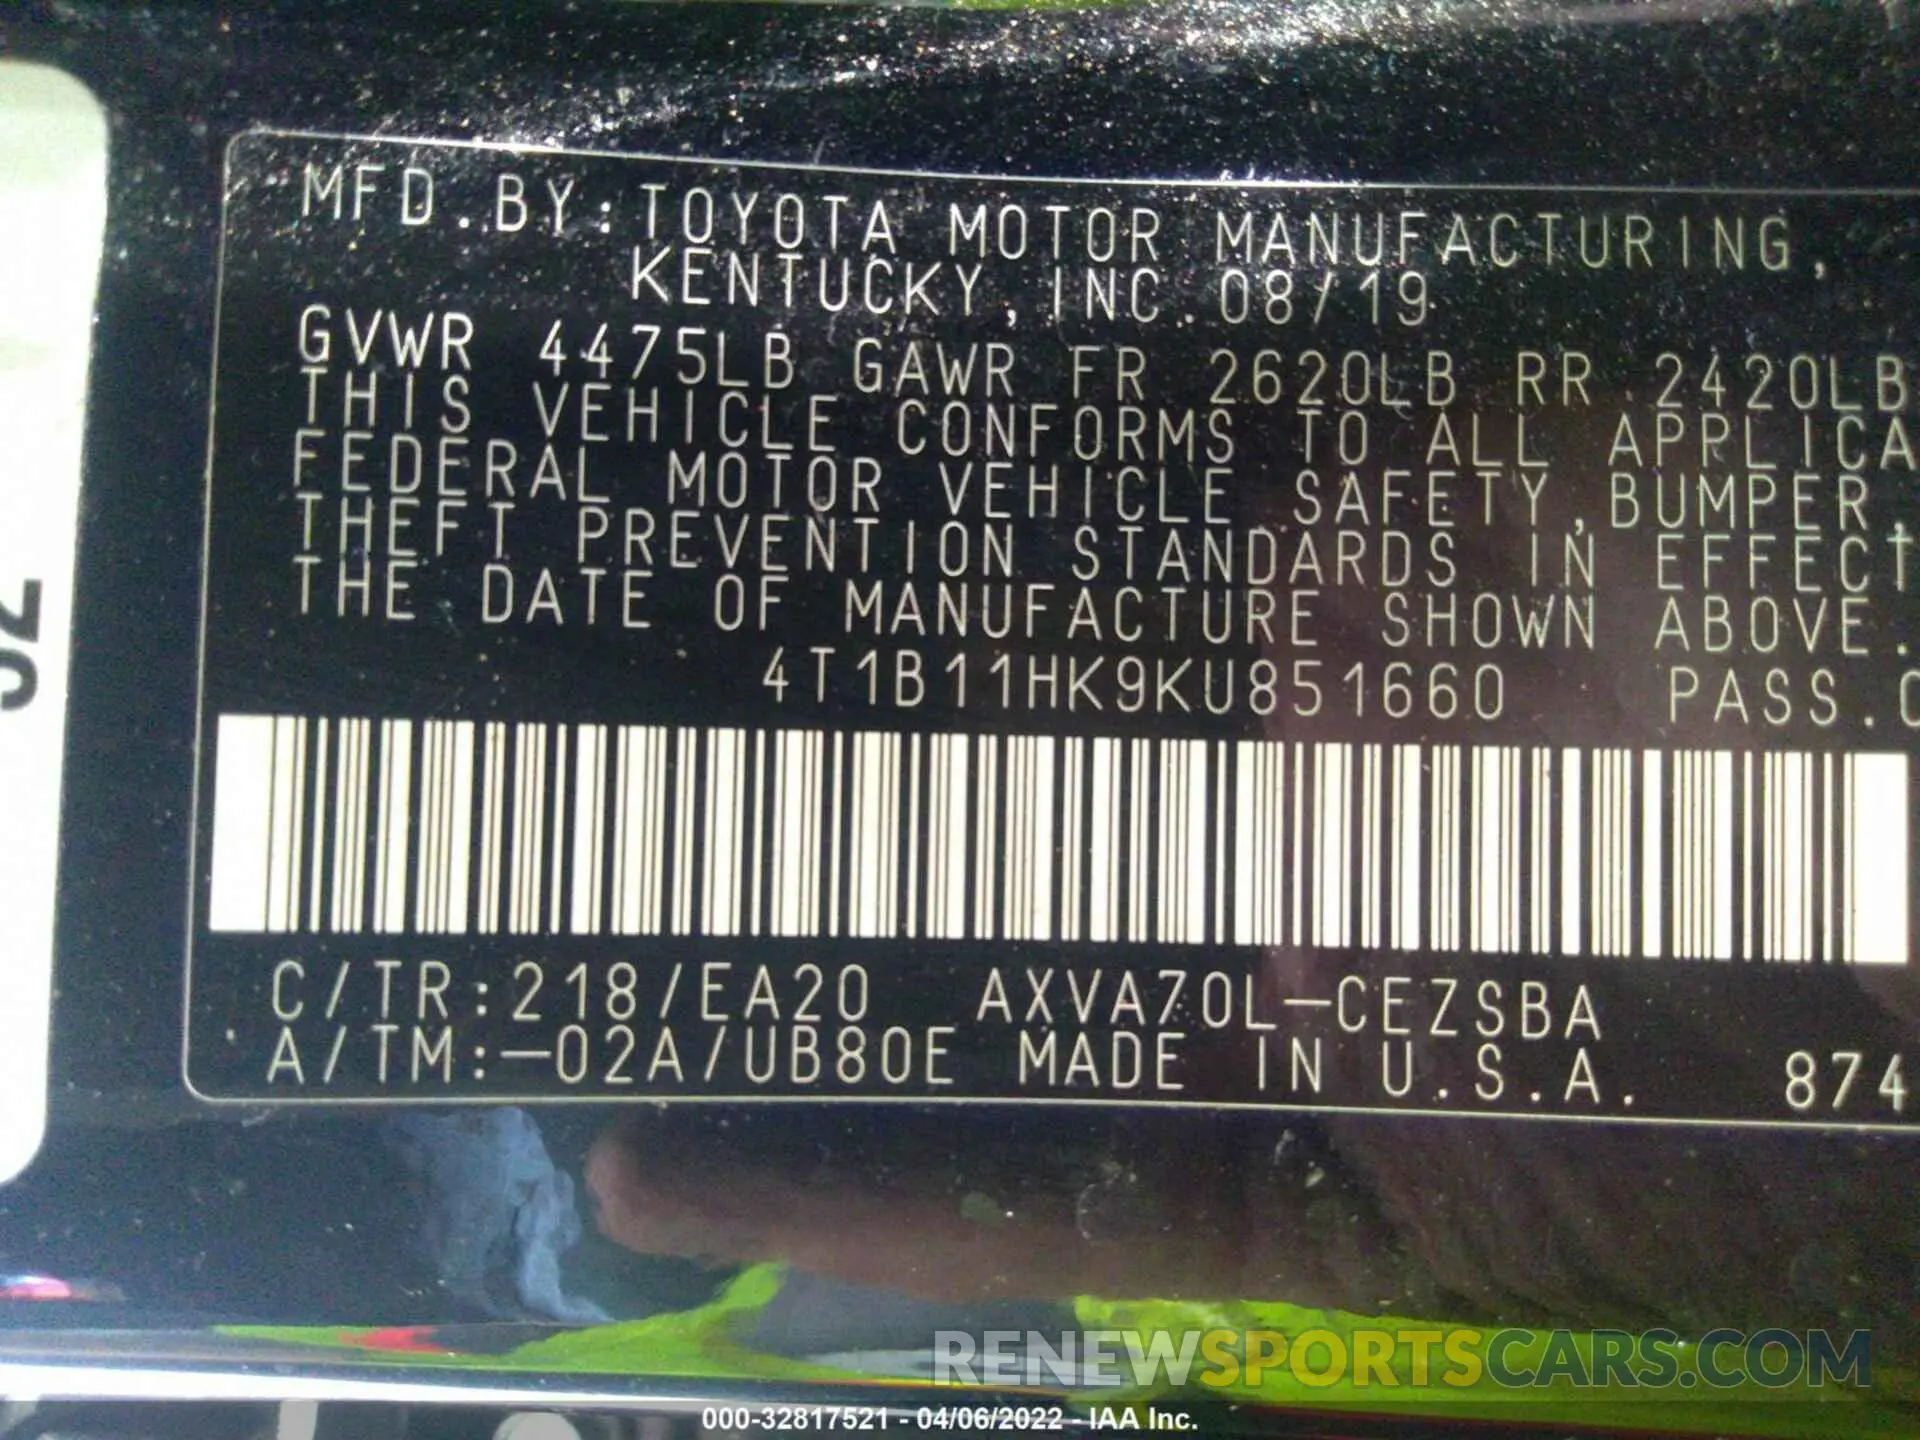 MFD.BY:TOYOTA MOTOR MANUFACTURING,
KENTUCKY, INC. 08/19
GVWR 4475LB GAWR FR 2620LB RR 2420LB
THIS VEHICLE CONFORMS TO ALL APPLICA
FEDERAL MOTOR VEHICLE SAFETY,BUMPER,
THEFT PREVENTION STANDARDS IN EFFECT
THE DATE OF MANUFACTURE SHOWN ABOVE.
4T1B11HK9KU851660 PASS.C
C/TR:218/EA20 AXVA70L-CEZSBA
A/TM:-02A/UB80E MADE IN U.S.A. 874
RENEWSPORTSCARS.COM
000-32817521 - 04/06/2022 - IAA Inc.